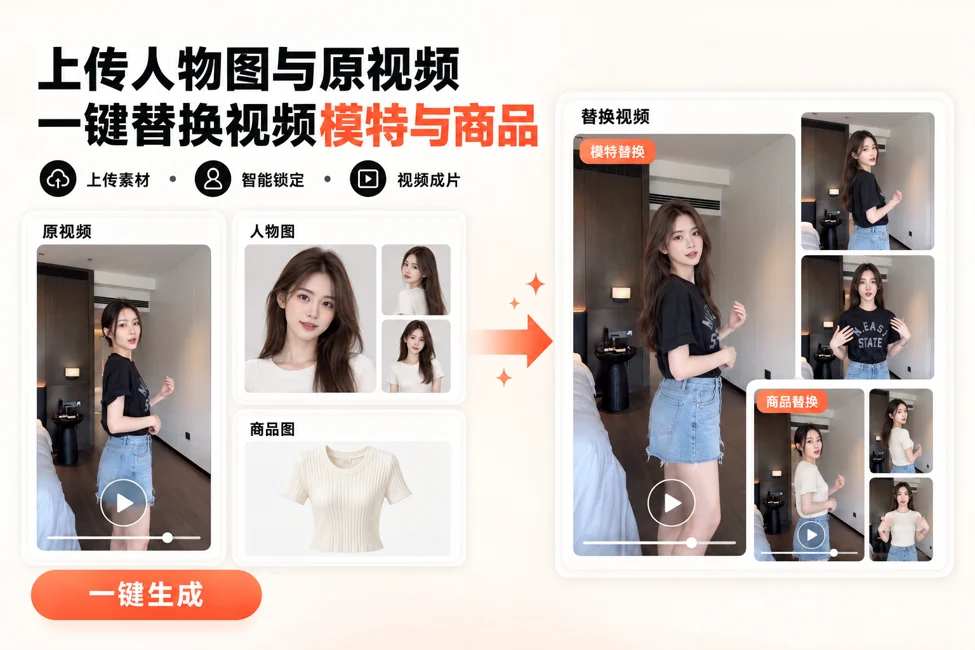 上传人物图与原视频
一键替换视频模特与商品
上传素材 • 智能锁定 • 视频成片
原视频
人物图
商品图
一键生成
替换视频
模特替换
N.EAST
STATE
商品替换